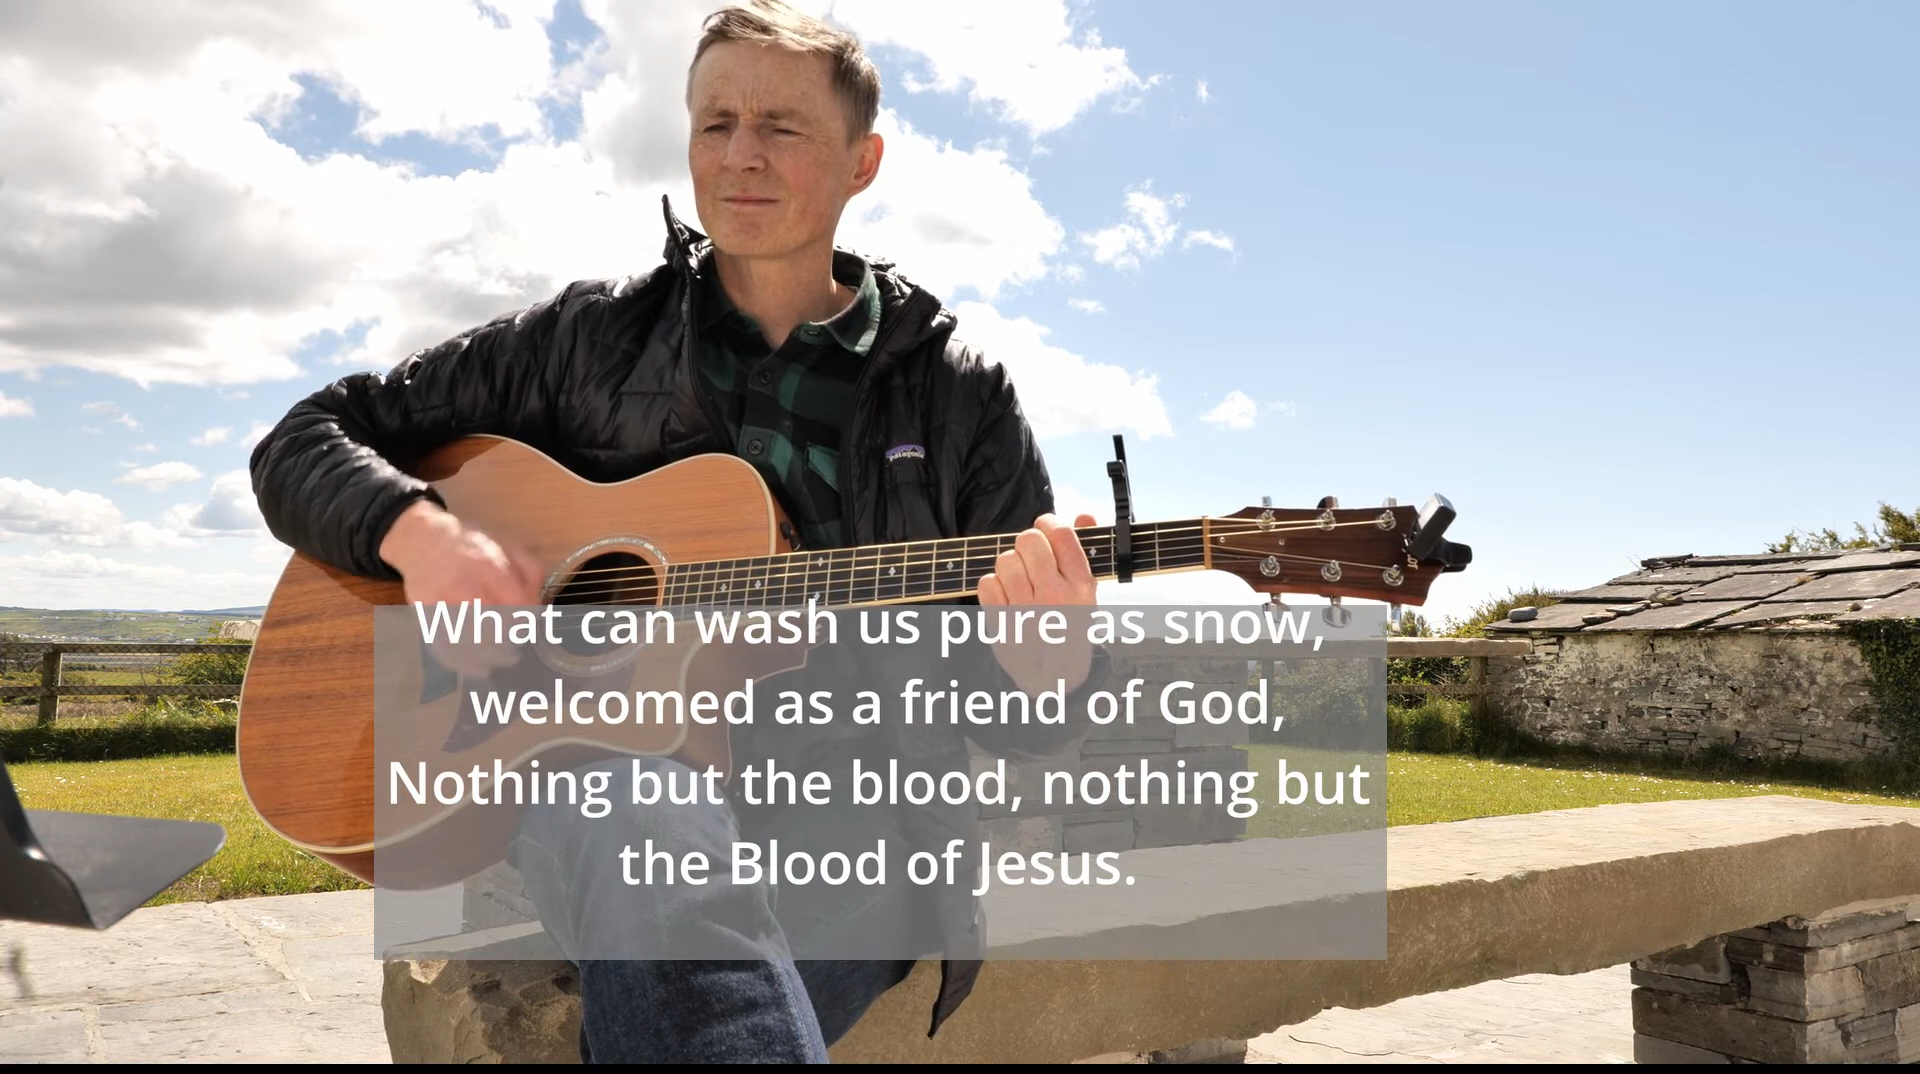 patagonia
What can wash us pure as snow,
welcomed as a friend of God,
Nothing but the blood, nothing but
the Blood of Jesus.